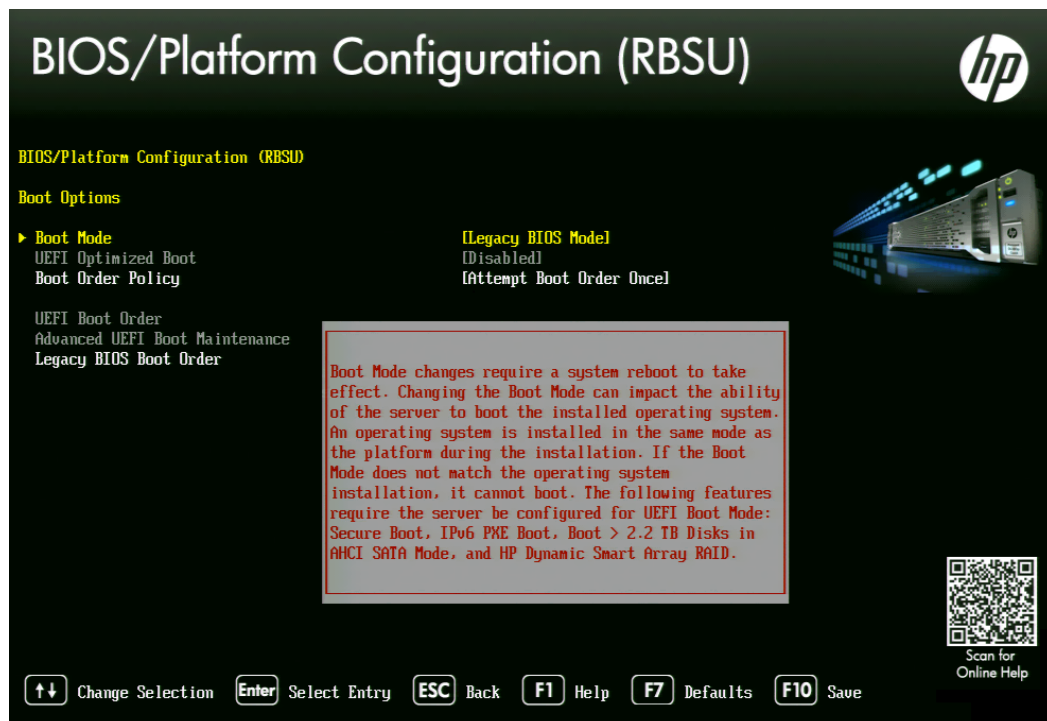 BIOS/Platform Configuration (RBSU)
hp
BIOS/Platform Configuration (RBSU)
Boot Options
Boot Mode [Legacy BIOS Mode]
UEFI Optimized Boot [Disabled]
Boot Order Policy [Attempt Boot Order Once]
UEFI Boot Order
Advanced UEFI Boot Maintenance
Legacy BIOS Boot Order
Boot Mode changes require a system reboot to take
effect. Changing the Boot Mode can impact the ability
of the server to boot the installed operating system.
An operating system is installed in the same mode as
the platform during the installation. If the Boot
Mode does not match the operating system
installation, it cannot boot. The following features
require the server be configured for UEFI Boot Mode:
Secure Boot, IPv6 PXE Boot, Boot > 2.2 TB Disks in
AHCI SATA Mode, and HP Dynamic Smart Array RAID.
Scan for
Online Help
↑↓ Change Selection Enter Select Entry ESC Back F1 Help F7 Defaults F10 Save